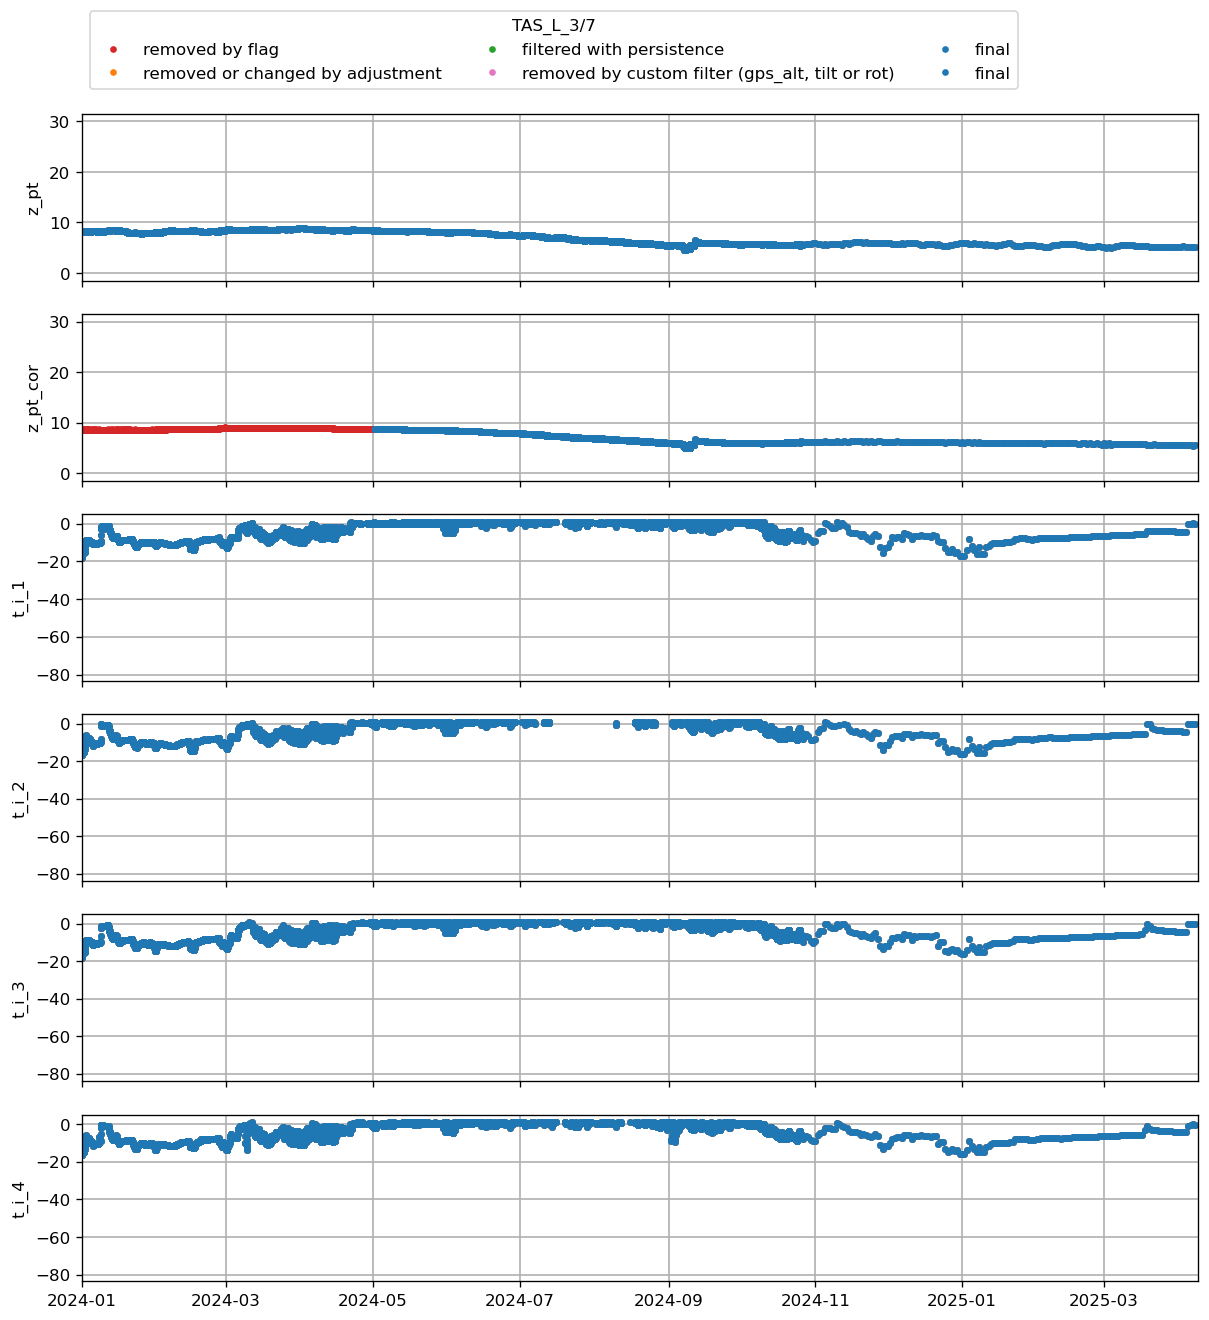 TAS_L_3/7
removed by flag
filtered with persistence
final
removed or changed by adjustment
removed by custom filter (gps_alt, tilt or rot)
final
30
20
10
0
z_pt
30
20
10
0
z_pt_cor
0
−20
−40
−60
−80
t_i_1
0
−20
−40
−60
−80
t_i_2
0
−20
−40
−60
−80
t_i_3
0
−20
−40
−60
−80
t_i_4
2024-01
2024-03
2024-05
2024-07
2024-09
2024-11
2025-01
2025-03